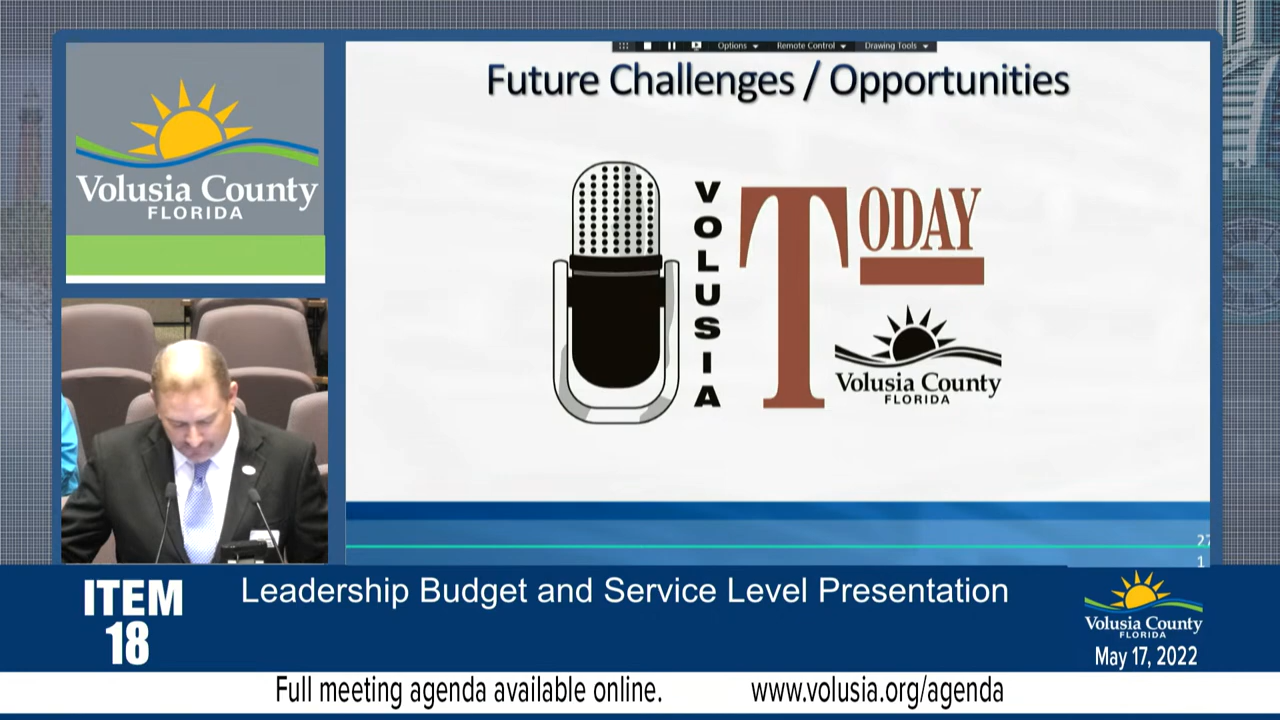 Options
Remote Control
Drawing Tools
Future Challenges / Opportunities
Volusia County
FLORIDA
VOLUSIA
TODAY
Volusia County
FLORIDA
27
1
ITEM
18
Leadership Budget and Service Level Presentation
Volusia County
FLORIDA
May 17, 2022
Full meeting agenda available online.
www.volusia.org/agenda